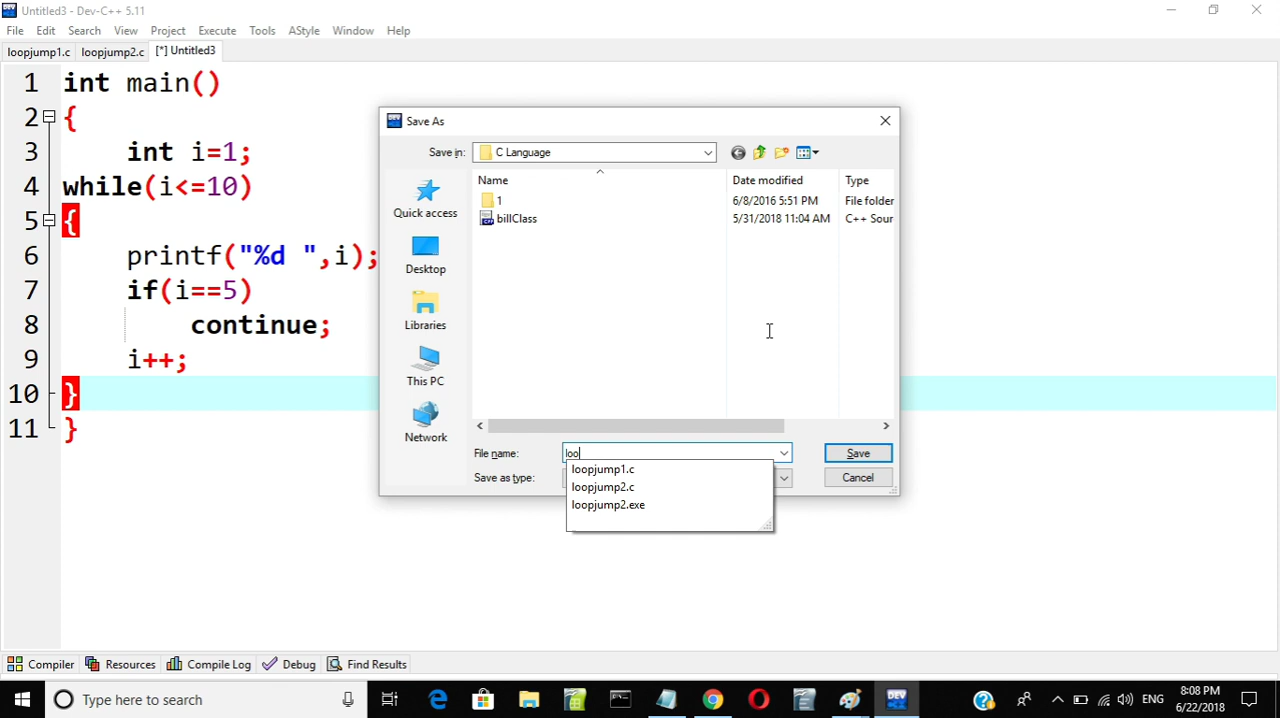 Untitled3 - Dev-C++ 5.11
File Edit Search View Project Execute Tools AStyle Window Help
loopjump1.c loopjump2.c [*] Untitled3
1 int main()
2 {
3 int i=1;
4 while(i<=10)
5 {
6 printf("%d ",i);
7 if(i==5)
8 continue;
9 i++;
10 }
11 }
Save As
Save in: C Language
Quick access
Desktop
Libraries
This PC
Network
Name Date modified Type
1 6/8/2016 5:51 PM File folder
billClass 5/31/2018 11:04 AM C++ Sour
File name: loo Save
loopjump1.c
Save as type: Cancel
loopjump2.c
loopjump2.exe
Compiler Resources Compile Log Debug Find Results
Type here to search
ENG
8:08 PM
6/22/2018